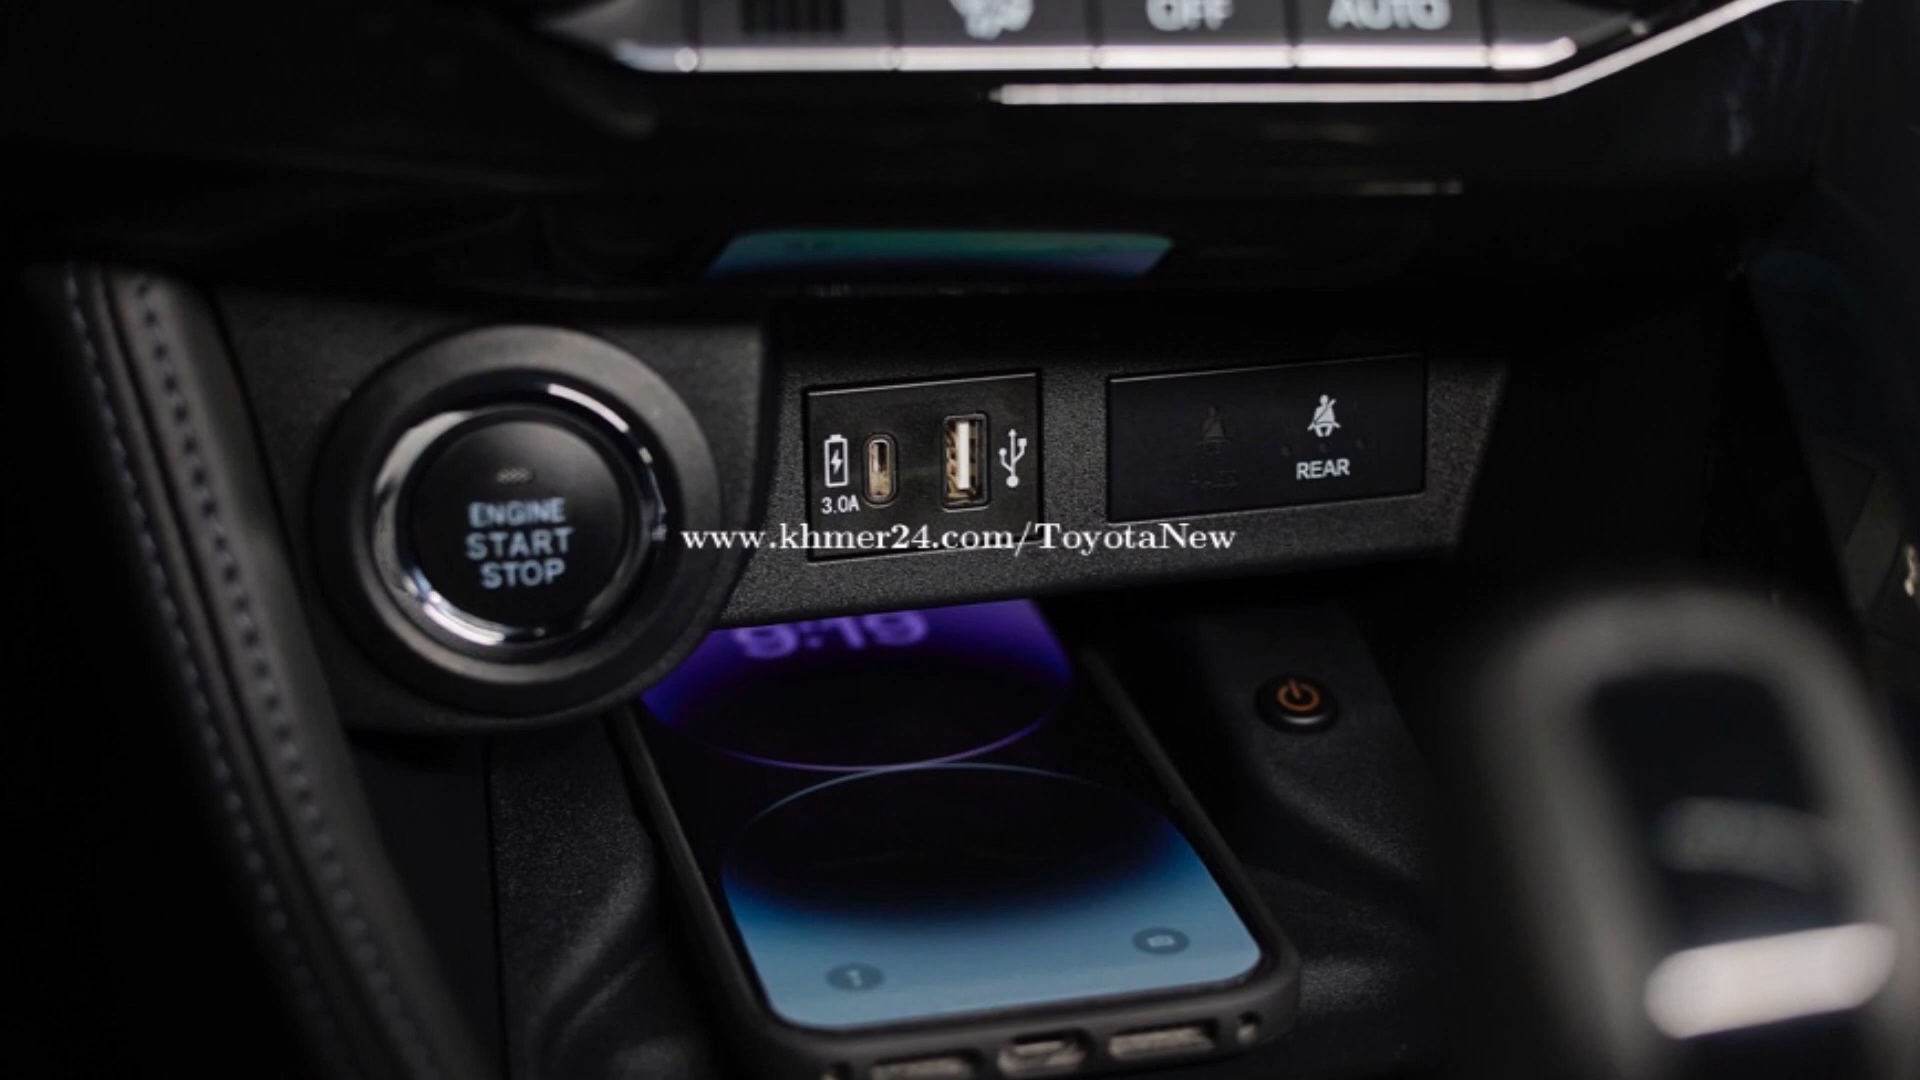 OFF
AUTO
ENGINE
START
STOP
3.0A
REAR
www.khmer24.com/ToyotaNew
9:19